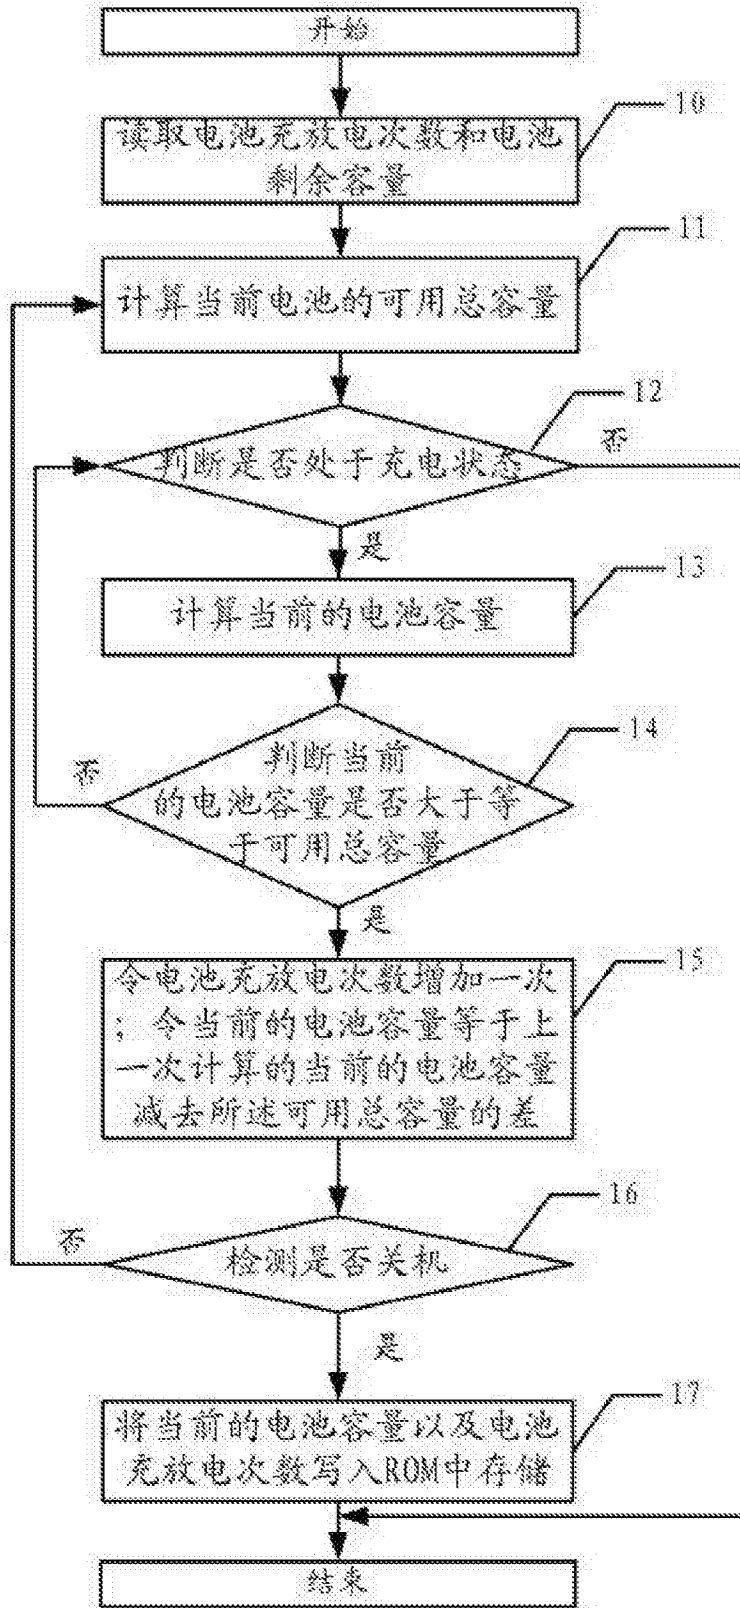 开始
10
读取电池充放电次数和电池
剩余容量
11
计算当前电池的可用总容量
12
判断是否处于充电状态
否
是
13
计算当前的电池容量
14
判断当前
的电池容量是否大于等
于可用总容量
否
是
15
令电池充放电次数增加一次
；令当前的电池容量等于上
一次计算的当前的电池容量
减去所述可用总容量的差
16
检测是否关机
否
是
17
将当前的电池容量以及电池
充放电次数写入ROM中存储
结束